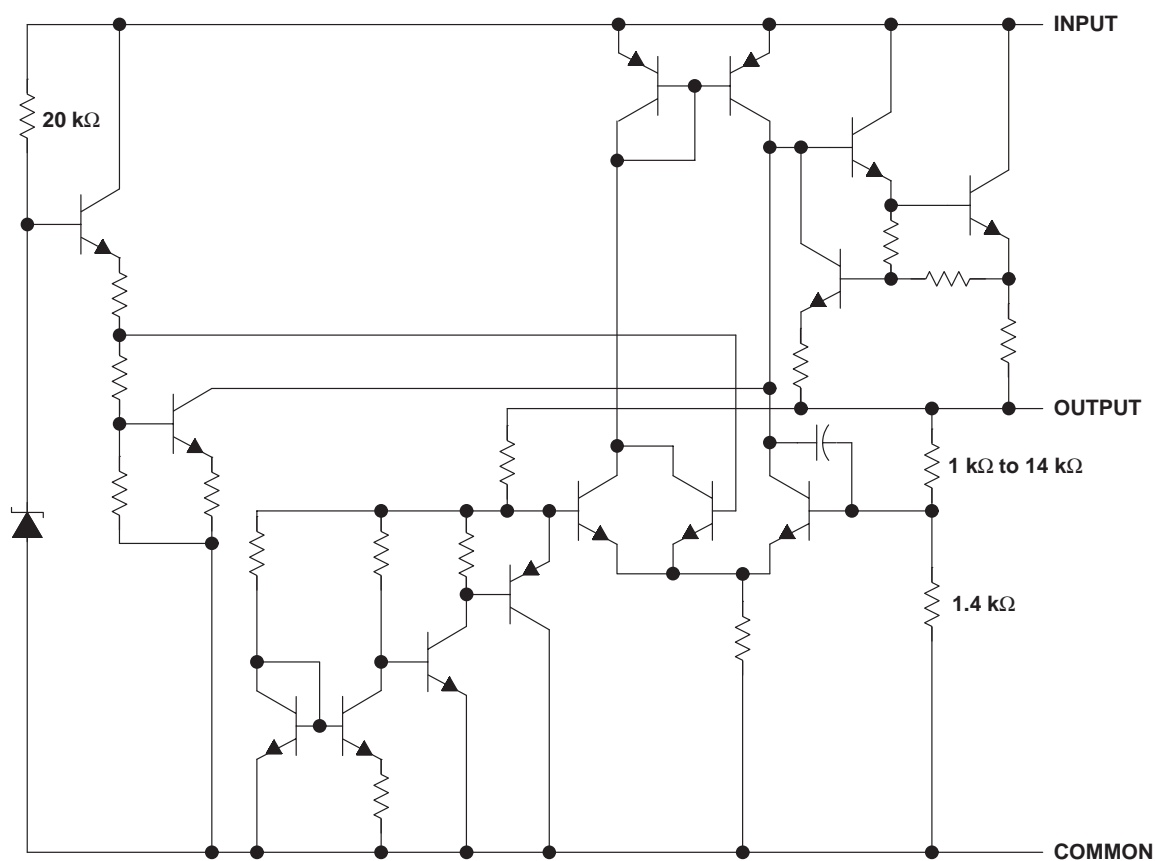 INPUT
20 kΩ
OUTPUT
1 kΩ to 14 kΩ
1.4 kΩ
COMMON